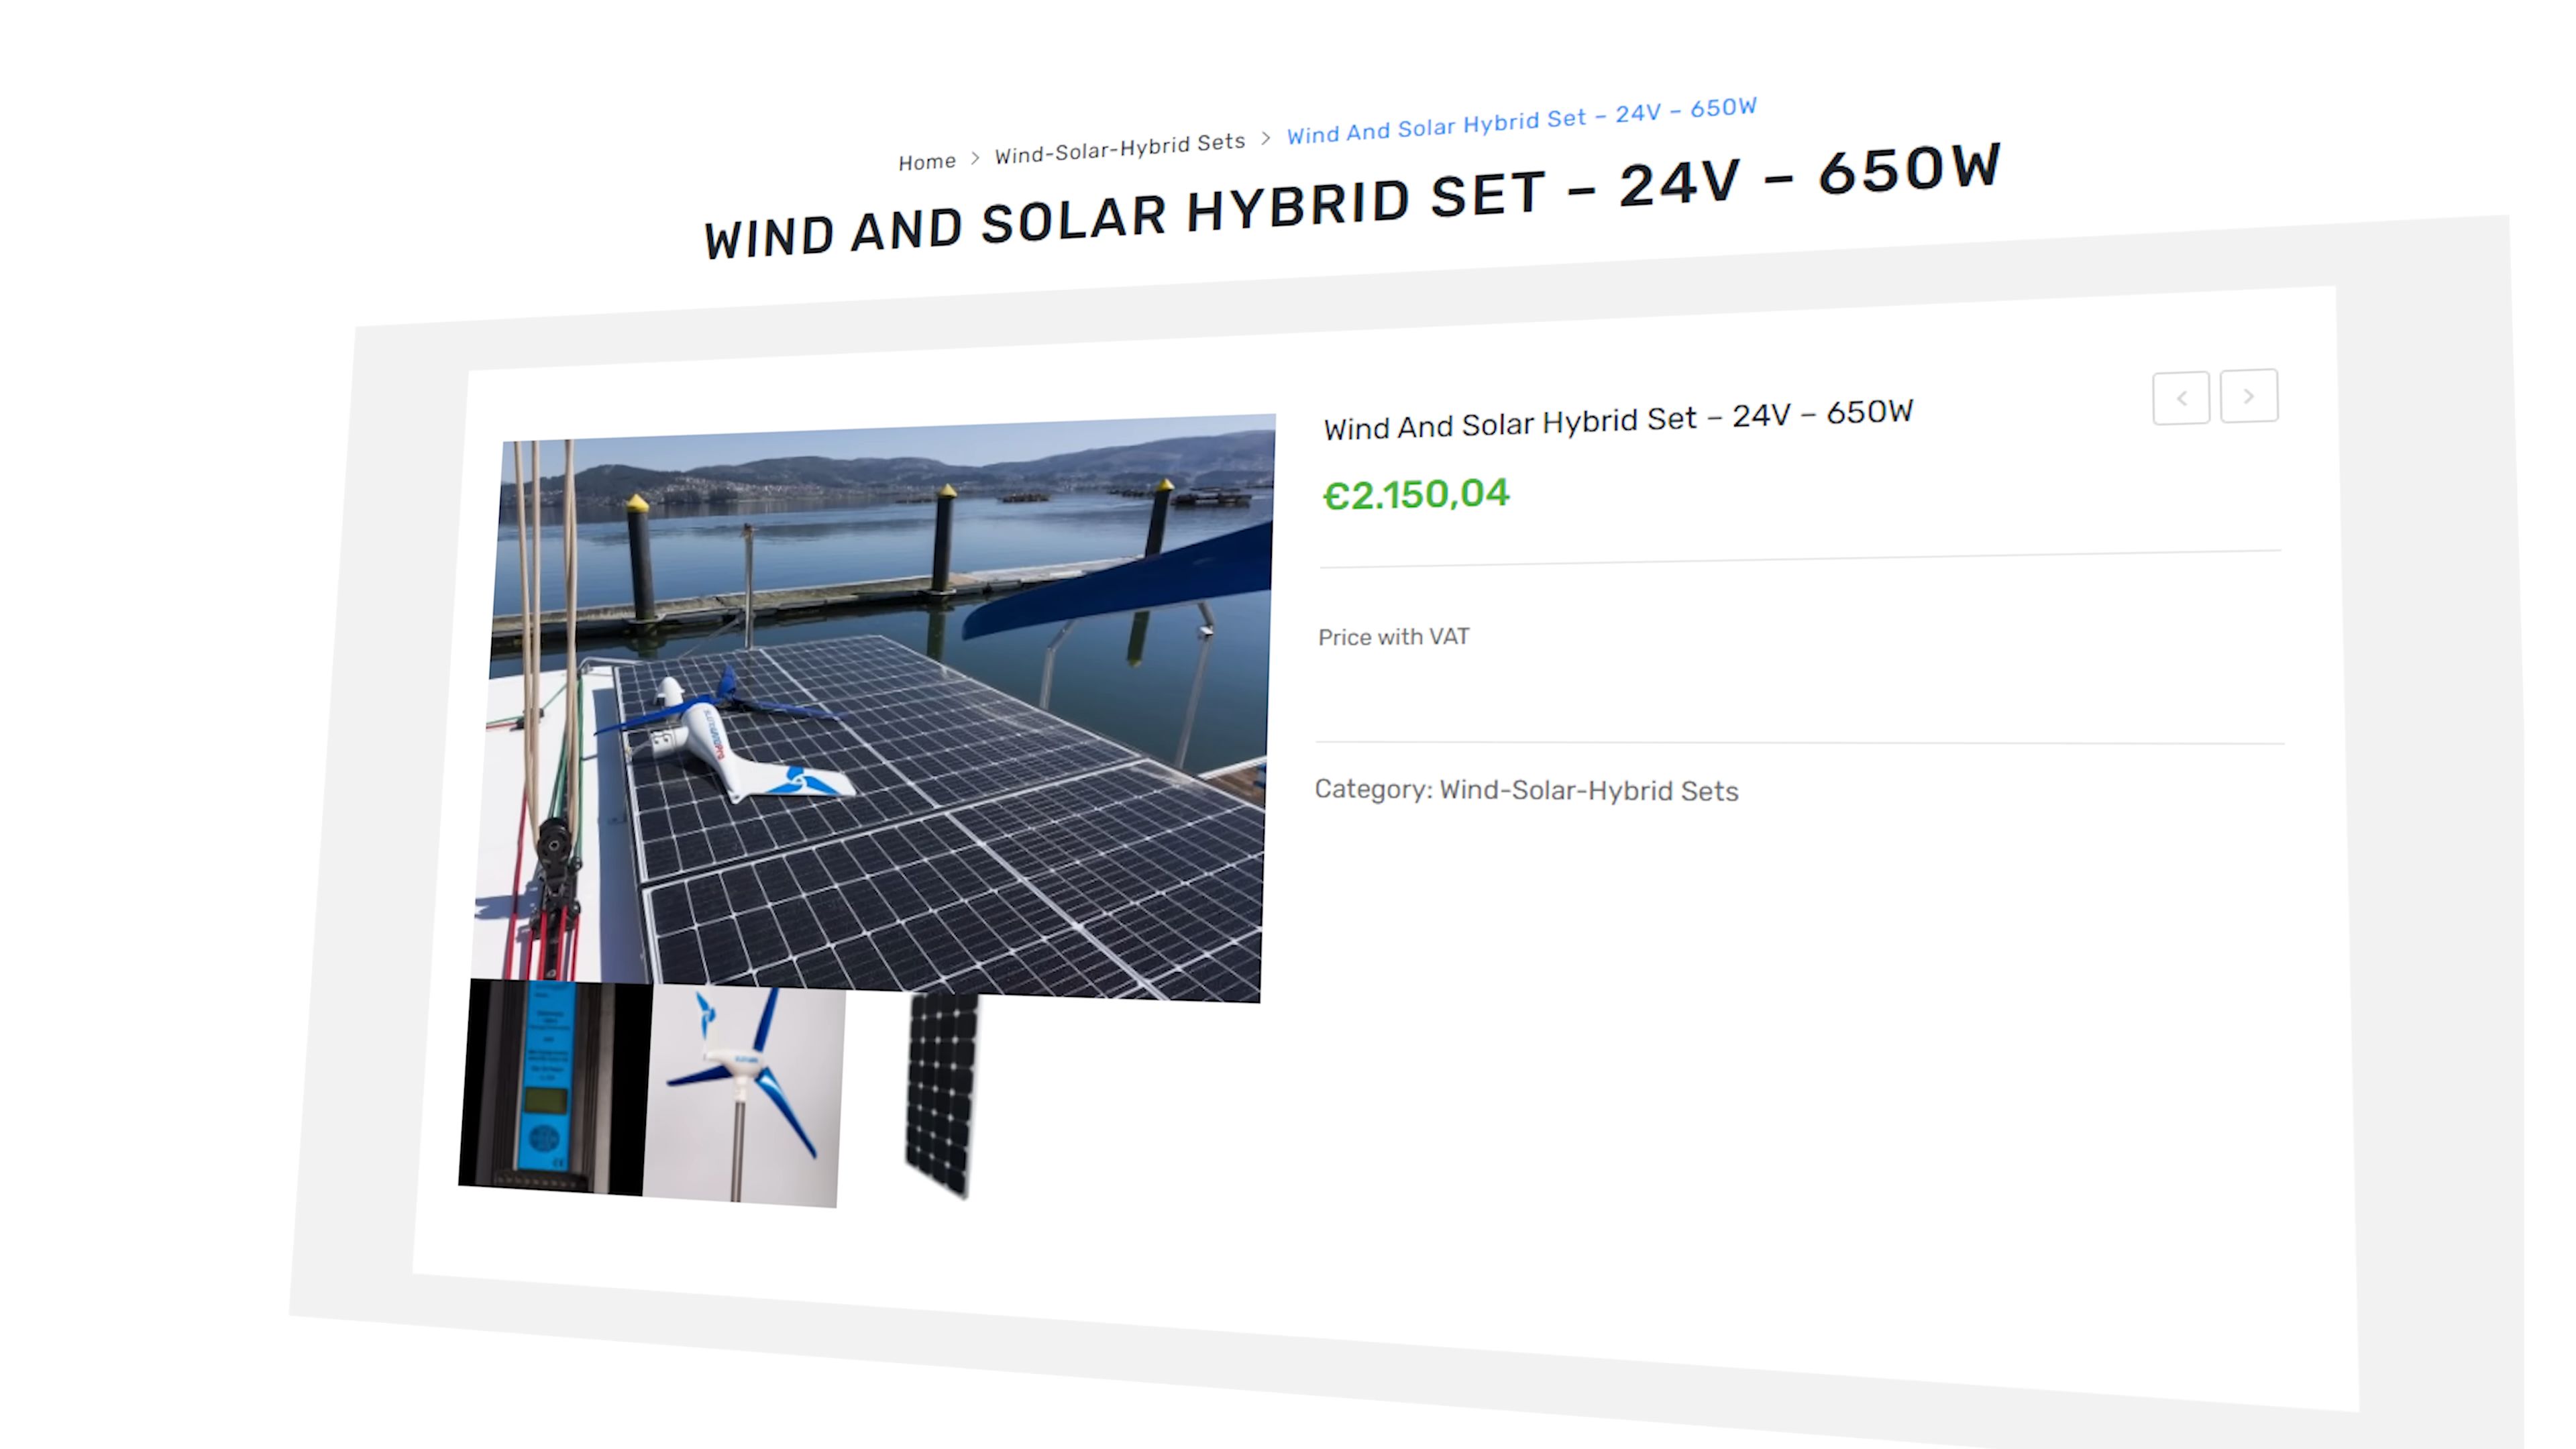 Home > Wind-Solar-Hybrid Sets > Wind And Solar Hybrid Set – 24V – 650W
WIND AND SOLAR HYBRID SET – 24V – 650W
Wind And Solar Hybrid Set – 24V – 650W
€2.150,04
Price with VAT
Category: Wind-Solar-Hybrid Sets